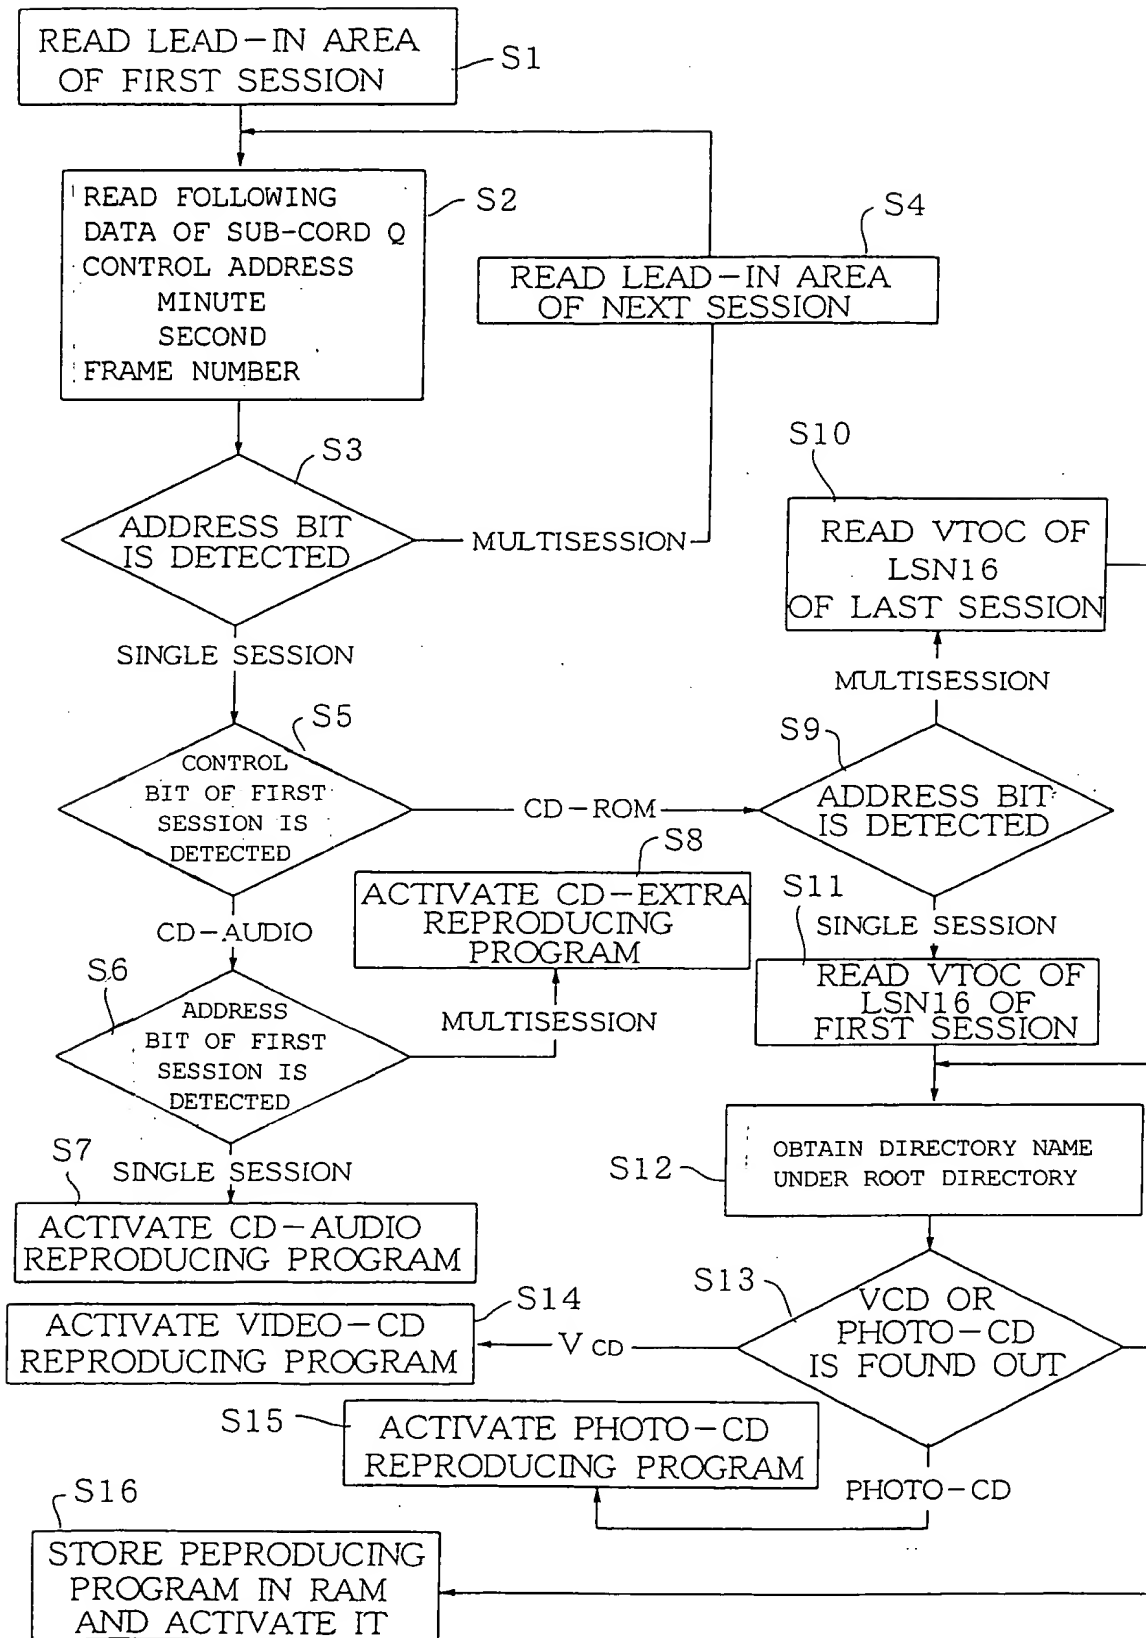 READ LEAD-IN AREA
OF FIRST SESSION
S1
READ FOLLOWING
DATA OF SUB-CORD Q
CONTROL ADDRESS
MINUTE
SECOND
FRAME NUMBER
S2
S4
READ LEAD-IN AREA
OF NEXT SESSION
S3
ADDRESS BIT
IS DETECTED
MULTISESSION
SINGLE SESSION
S10
READ VTOC OF
LSN16
OF LAST SESSION
MULTISESSION
S5
CONTROL
BIT OF FIRST
SESSION IS
DETECTED
CD-ROM
S9
ADDRESS BIT
IS DETECTED
CD-AUDIO
S8
ACTIVATE CD-EXTRA
REPRODUCING
PROGRAM
S11
SINGLE SESSION
READ VTOC OF
LSN16 OF
FIRST SESSION
S6
ADDRESS
BIT OF FIRST
SESSION IS
DETECTED
MULTISESSION
S7
SINGLE SESSION
ACTIVATE CD-AUDIO
REPRODUCING PROGRAM
S12
OBTAIN DIRECTORY NAME
UNDER ROOT DIRECTORY
S13
VCD OR
PHOTO-CD
IS FOUND OUT
S14
ACTIVATE VIDEO-CD
REPRODUCING PROGRAM
V CD
S15
ACTIVATE PHOTO-CD
REPRODUCING PROGRAM
PHOTO-CD
S16
STORE PEPRODUCING
PROGRAM IN RAM
AND ACTIVATE IT